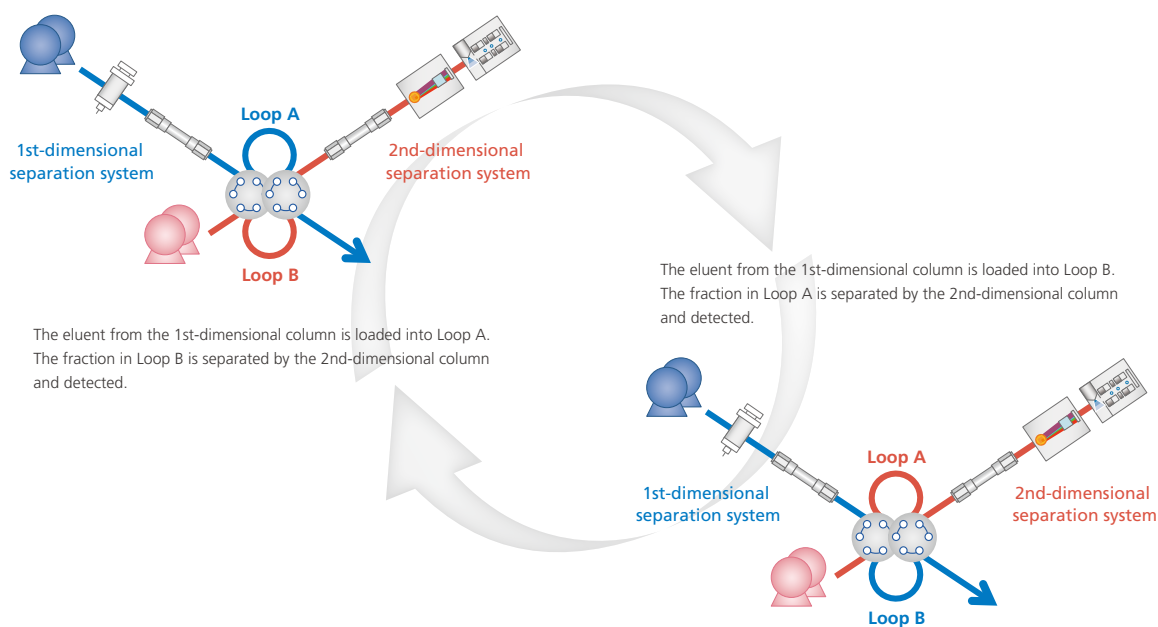 Loop A
1st-dimensional
separation system
2nd-dimensional
separation system
Loop B
The eluent from the 1st-dimensional column is loaded into Loop A.
The fraction in Loop B is separated by the 2nd-dimensional column
and detected.
The eluent from the 1st-dimensional column is loaded into Loop B.
The fraction in Loop A is separated by the 2nd-dimensional column
and detected.
Loop A
1st-dimensional
separation system
2nd-dimensional
separation system
Loop B